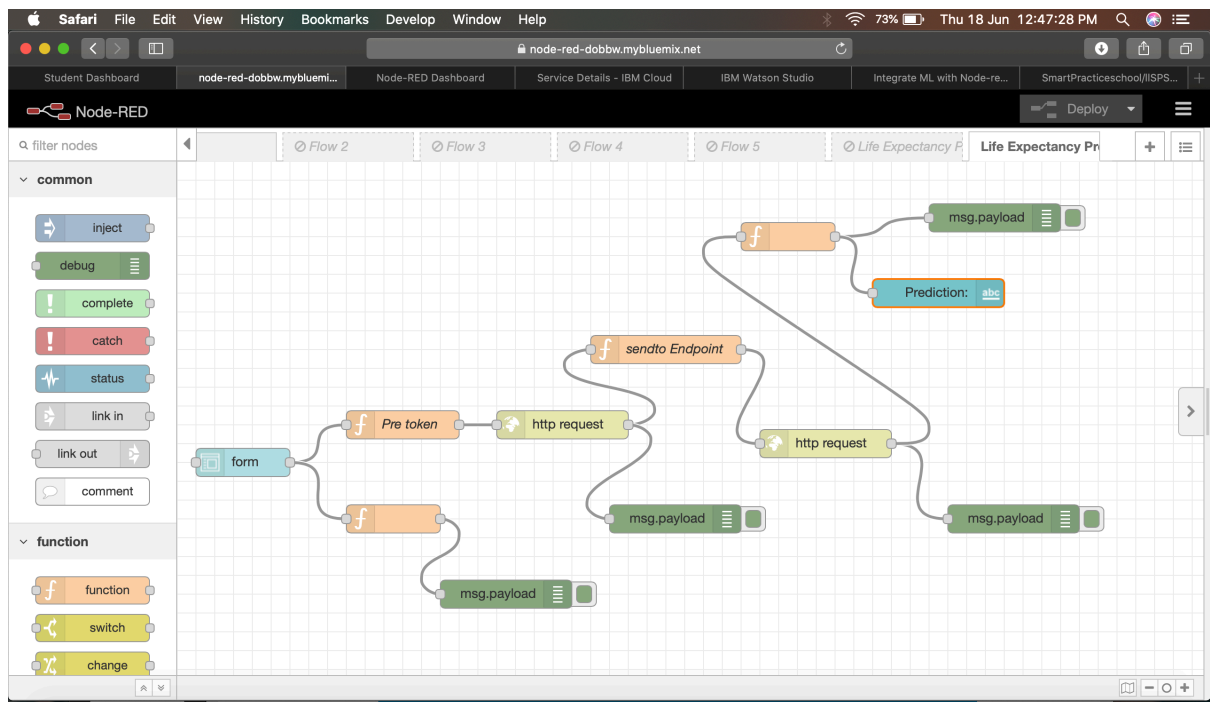 Safari File Edit View History Bookmarks Develop Window Help 73% Thu 18 Jun 12:47:28 PM
node-red-dobbw.mybluemix.net
Student Dashboard node-red-dobbw.mybluemi... Node-RED Dashboard Service Details - IBM Cloud IBM Watson Studio Integrate ML with Node-re... SmartPracticeschool/llSPS...
Node-RED Deploy
filter nodes Flow 2 Flow 3 Flow 4 Flow 5 Life Expectancy P Life Expectancy Pr
common
inject
debug
complete
catch
status
link in
link out
comment
function
function
switch
change
msg.payload
Prediction: abc
sendto Endpoint
Pre token http request
http request
form
msg.payload
msg.payload
msg.payload